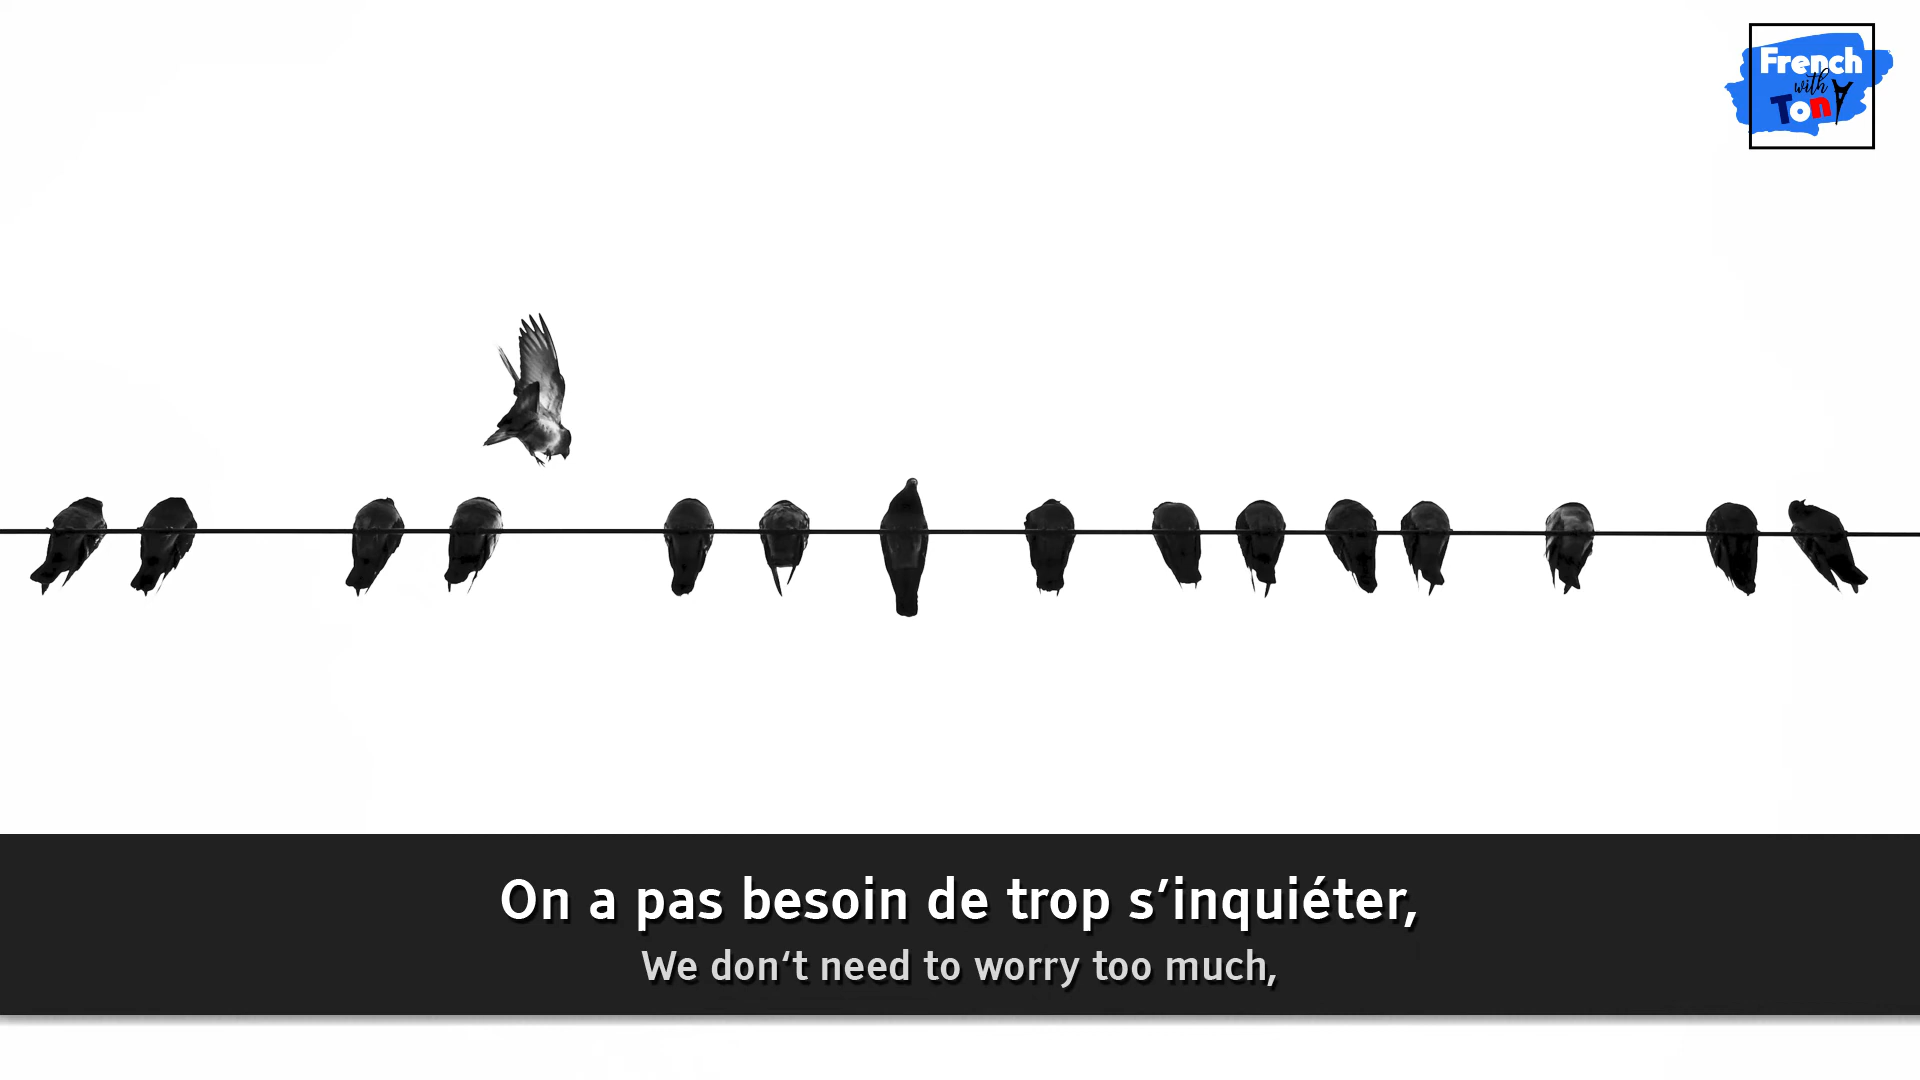 French
with
Tony
On a pas besoin de trop s’inquiéter,
We don‘t need to worry too much,